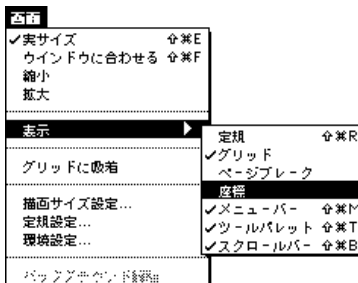 画面
✓実サイズ ⇧⌘E
ウインドウに合わせる ⇧⌘F
縮小
拡大
表示 ▶
グリッドに吸着
描画サイズ設定...
定規設定...
環境設定...
定規 ⇧⌘R
✓グリッド
ページブレーク
座標
✓メニューバー ⇧⌘M
✓ツールパレット ⇧⌘T
✓スクロールバー ⇧⌘B